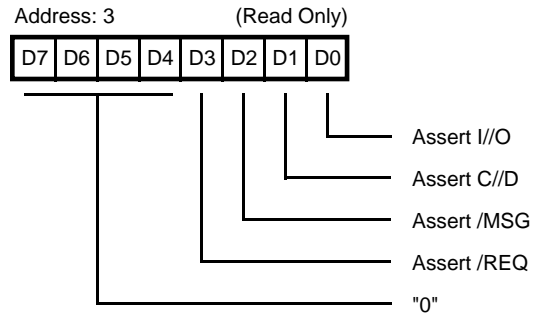 Address: 3 (Read Only)
D7 D6 D5 D4 D3 D2 D1 D0
Assert I//O
Assert C//D
Assert /MSG
Assert /REQ
"0"